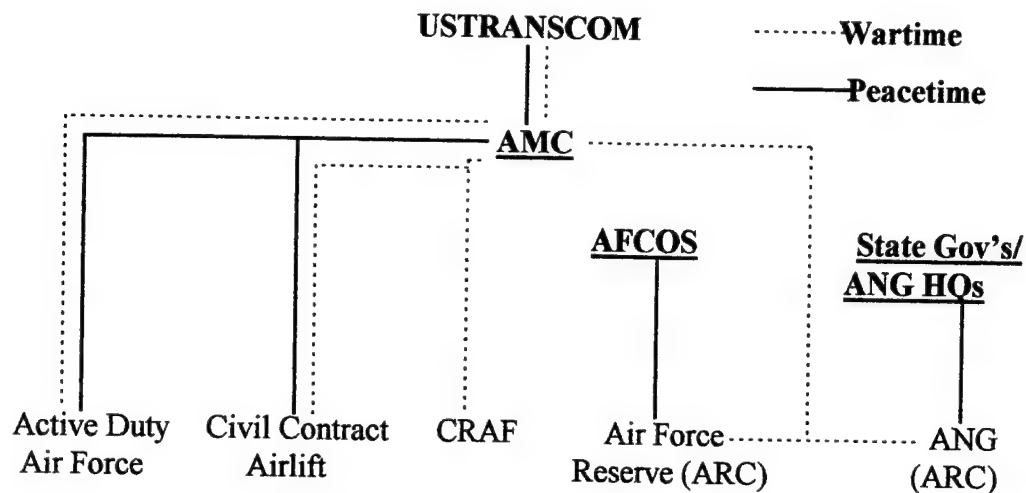 USTRANSCOM
Wartime
Peacetime
AMC
AFCOS
State Gov's/
ANG HQs
Active Duty
Air Force
Civil Contract
Airlift
CRAF
Air Force
Reserve (ARC)
ANG
(ARC)